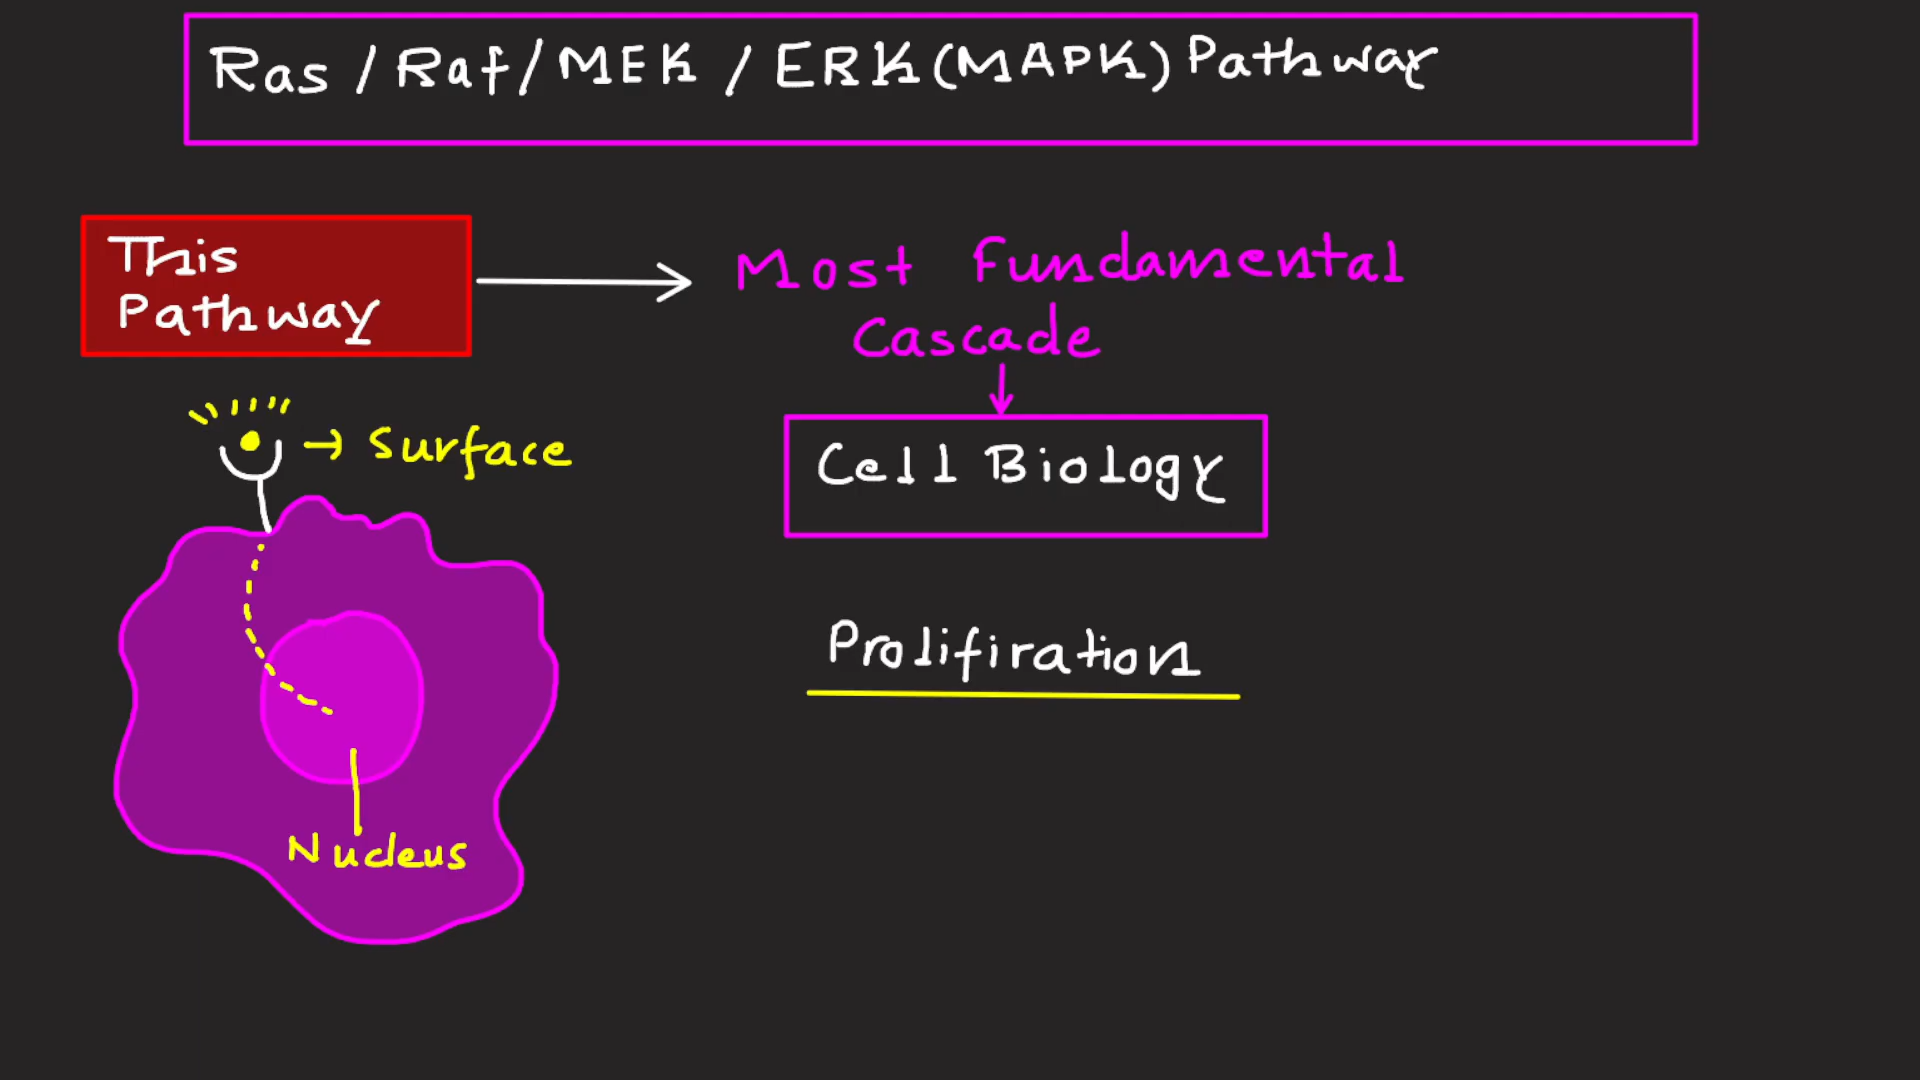 Ras / Raf / MEK / ERK (MAPK) Pathway
This
Pathway
Most Fundamental
Cascade
Cell Biology
Surface
Prolifiration
Nucleus